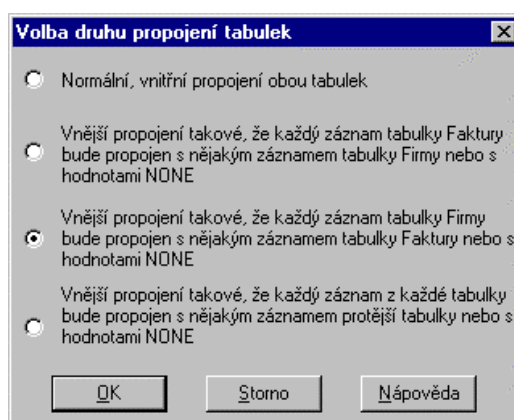 Volba druhu propojení tabulek
Normální, vnitřní propojení obou tabulek
Vnější propojení takové, že každý záznam tabulky Faktury
bude propojen s nějakým záznamem tabulky Firmy nebo s
hodnotami NONE
Vnější propojení takové, že každý záznam tabulky Firmy
bude propojen s nějakým záznamem tabulky Faktury nebo s
hodnotami NONE
Vnější propojení takové, že každý záznam z každé tabulky
bude propojen s nějakým záznamem protější tabulky nebo s
hodnotami NONE
OK
Storno
Nápověda